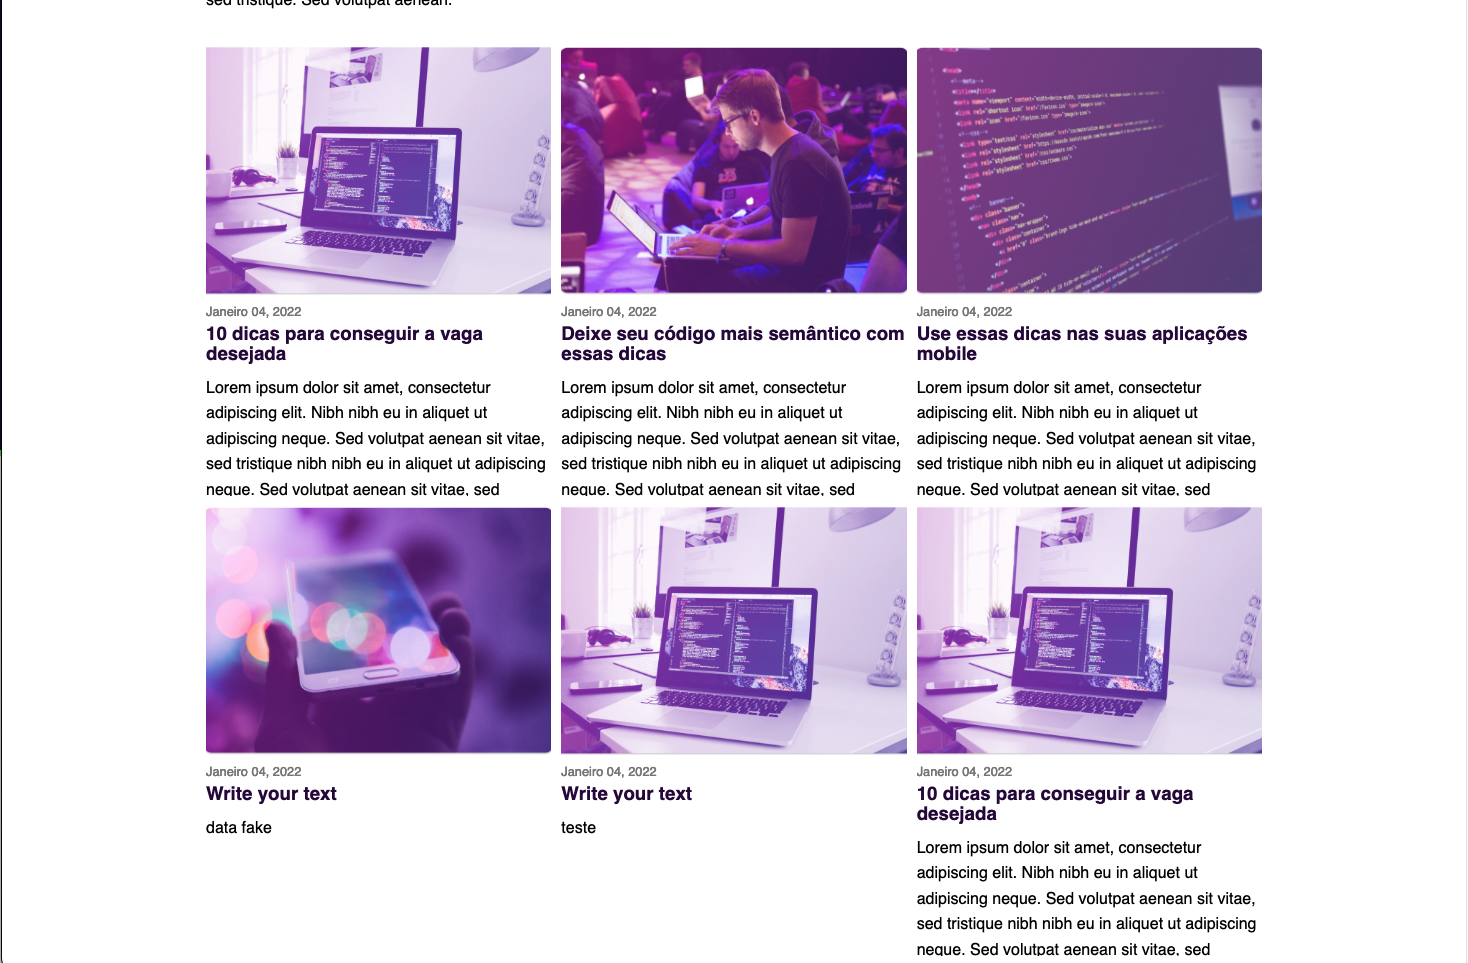 sed tristique. Sed volutpat aenean.
Janeiro 04, 2022
10 dicas para conseguir a vaga
desejada
Lorem ipsum dolor sit amet, consectetur
adipiscing elit. Nibh nibh eu in aliquet ut
adipiscing neque. Sed volutpat aenean sit vitae,
sed tristique nibh nibh eu in aliquet ut adipiscing
neque. Sed volutpat aenean sit vitae, sed
Janeiro 04, 2022
Deixe seu código mais semântico com
essas dicas
Lorem ipsum dolor sit amet, consectetur
adipiscing elit. Nibh nibh eu in aliquet ut
adipiscing neque. Sed volutpat aenean sit vitae,
sed tristique nibh nibh eu in aliquet ut adipiscing
neque. Sed volutpat aenean sit vitae, sed
Janeiro 04, 2022
Use essas dicas nas suas aplicações
mobile
Lorem ipsum dolor sit amet, consectetur
adipiscing elit. Nibh nibh eu in aliquet ut
adipiscing neque. Sed volutpat aenean sit vitae,
sed tristique nibh nibh eu in aliquet ut adipiscing
neque. Sed volutpat aenean sit vitae, sed
Janeiro 04, 2022
Write your text
data fake
Janeiro 04, 2022
Write your text
teste
Janeiro 04, 2022
10 dicas para conseguir a vaga
desejada
Lorem ipsum dolor sit amet, consectetur
adipiscing elit. Nibh nibh eu in aliquet ut
adipiscing neque. Sed volutpat aenean sit vitae,
sed tristique nibh nibh eu in aliquet ut adipiscing
neque. Sed volutpat aenean sit vitae, sed